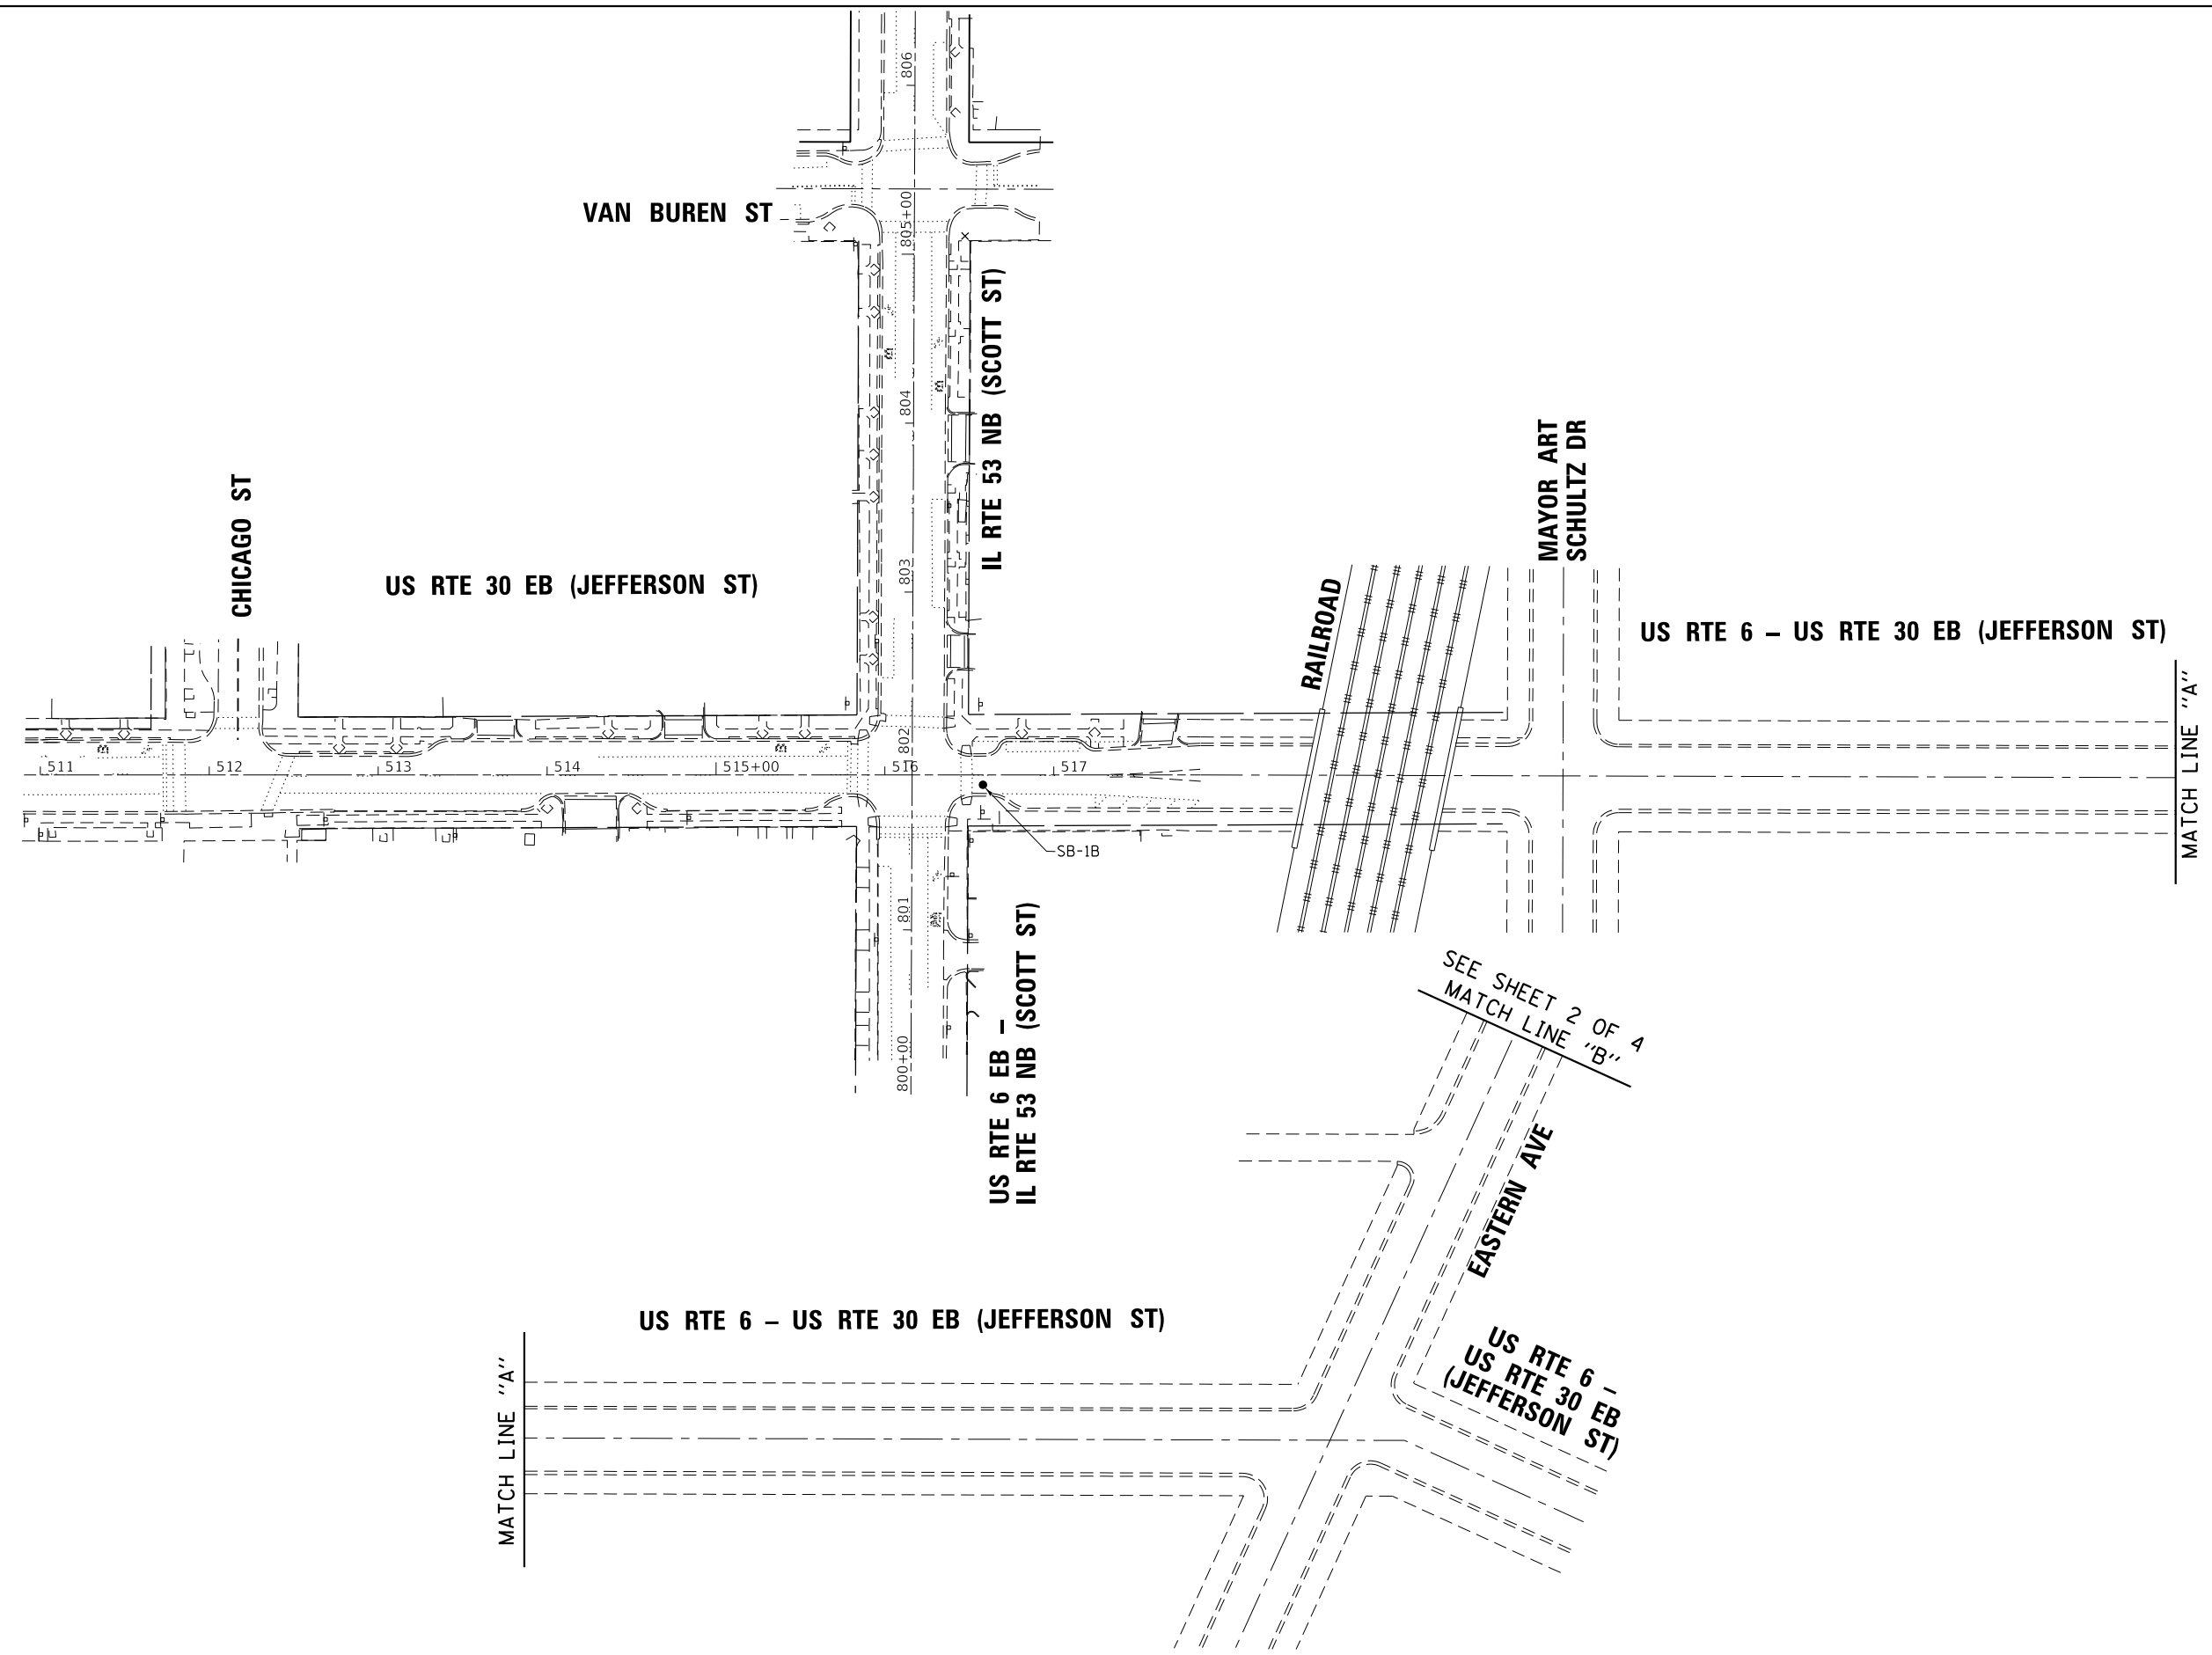 806
VAN BUREN ST
805+00
IL RTE 53 NB (SCOTT ST)
804
803
802
801
800+00
CHICAGO ST
US RTE 30 EB (JEFFERSON ST)
511
512
513
514
515+00
516
517
SB-1B
RAILROAD
MAYOR ART
SCHULTZ DR
US RTE 6 – US RTE 30 EB (JEFFERSON ST)
MATCH LINE "A"
US RTE 6 EB –
IL RTE 53 NB (SCOTT ST)
SEE SHEET 2 OF 4
MATCH LINE "B"
EASTERN AVE
US RTE 6 – US RTE 30 EB (JEFFERSON ST)
MATCH LINE "A"
US RTE 6 –
US RTE 30 EB
(JEFFERSON ST)